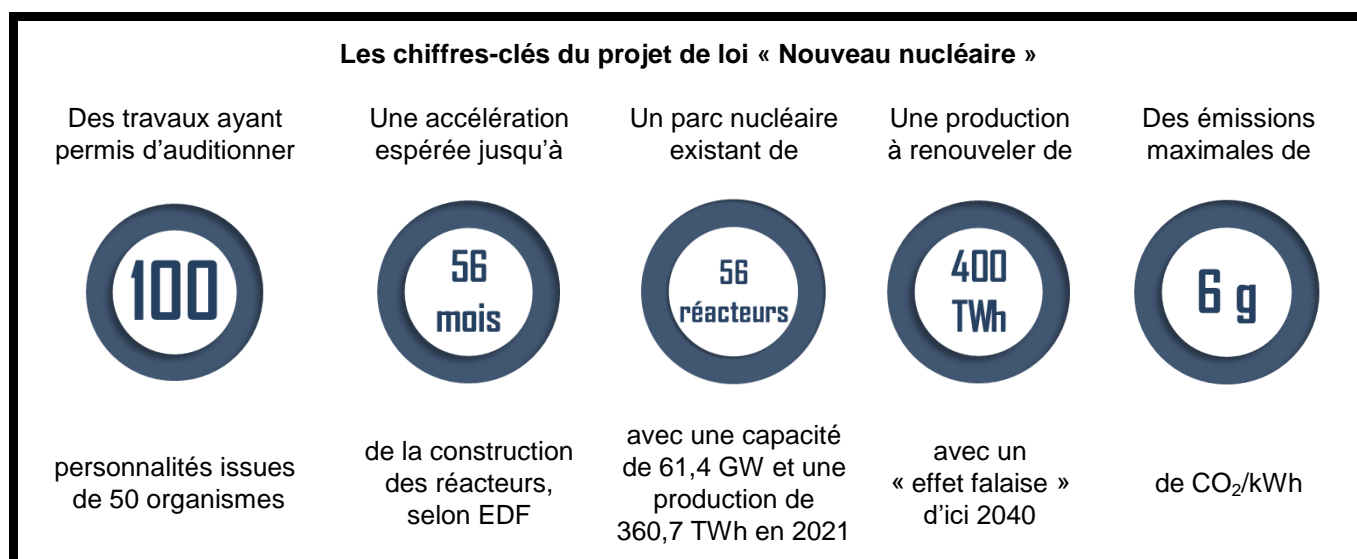 Les chiffres-clés du projet de loi « Nouveau nucléaire »
Des travaux ayant
permis d'auditionner
100
personnalités issues
de 50 organismes
Une accélération
espérée jusqu'à
56
mois
de la construction
des réacteurs,
selon EDF
Un parc nucléaire
existant de
56
réacteurs
avec une capacité
de 61,4 GW et une
production de
360,7 TWh en 2021
Une production
à renouveler de
400
TWh
avec un
« effet falaise »
d'ici 2040
Des émissions
maximales de
6 g
de CO₂/kWh